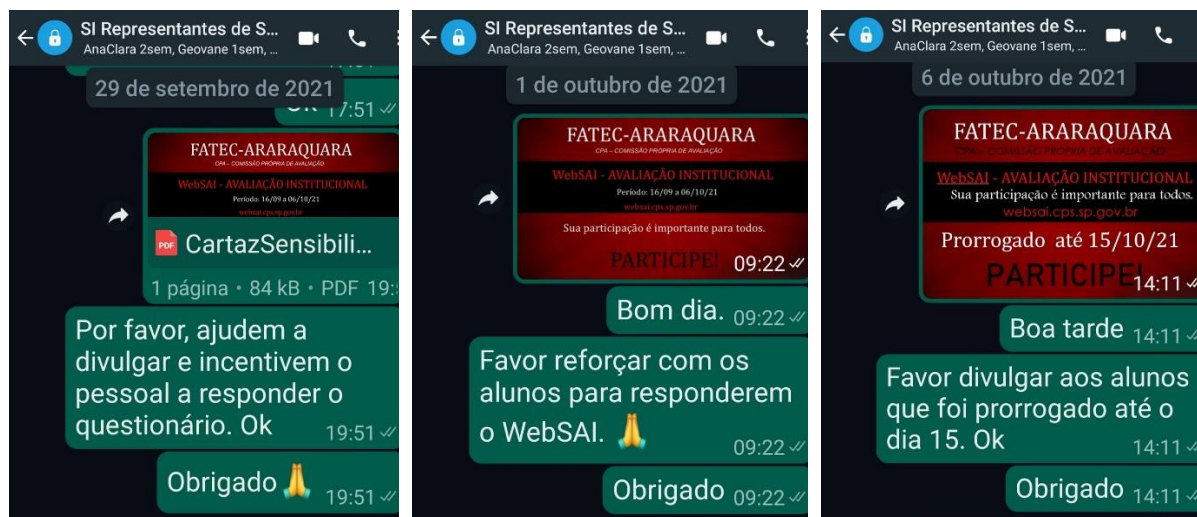 SI Representantes de S...
AnaClara 2sem, Geovane 1sem, ...
29 de setembro de 2021
17:51
FATEC-ARARAQUARA
CPA – COMISSÃO PRÓPRIA DE AVALIAÇÃO
WebSAI - AVALIAÇÃO INSTITUCIONAL
Período: 16/09 a 06/10/21
websai.cps.sp.gov.br
PDF
CartazSensibili...
1 página • 84 kB • PDF 19:
Por favor, ajudem a
divulgar e incentivem o
pessoal a responder o
questionário. Ok 19:51
Obrigado 🙏 19:51
SI Representantes de S...
AnaClara 2sem, Geovane 1sem, ...
1 de outubro de 2021
FATEC-ARARAQUARA
CPA – COMISSÃO PRÓPRIA DE AVALIAÇÃO
WebSAI - AVALIAÇÃO INSTITUCIONAL
Período: 16/09 a 06/10/21
websai.cps.sp.gov.br
Sua participação é importante para todos.
PARTICIPE! 09:22
Bom dia. 09:22
Favor reforçar com os
alunos para responderem
o WebSAI. 🙏 09:22
Obrigado 09:22
SI Representantes de S...
AnaClara 2sem, Geovane 1sem, ...
6 de outubro de 2021
FATEC-ARARAQUARA
CPA – COMISSÃO PRÓPRIA DE AVALIAÇÃO
WebSAI - AVALIAÇÃO INSTITUCIONAL
Sua participação é importante para todos.
websai.cps.sp.gov.br
Prorrogado até 15/10/21
PARTICIPE! 14:11
Boa tarde 14:11
Favor divulgar aos alunos
que foi prorrogado até o
dia 15. Ok 14:11
Obrigado 14:11